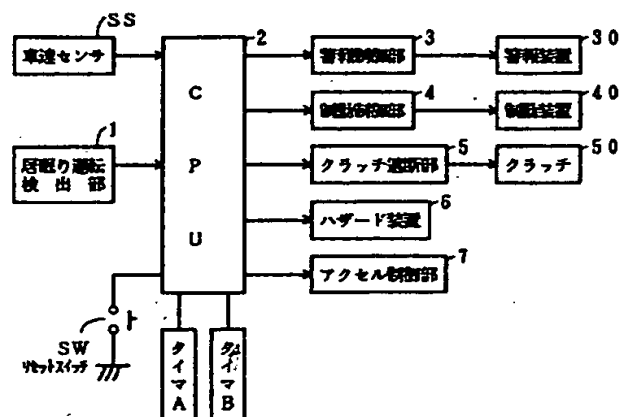 SS
車速センサ
1
居眠り運転
検出部
2
CPU
3
警報制御部
30
警報装置
4
制動制御部
40
制動装置
5
クラッチ遮断部
50
クラッチ
6
ハザード装置
7
アクセル制御部
SW
リセットスイッチ
タイマA
タイマB